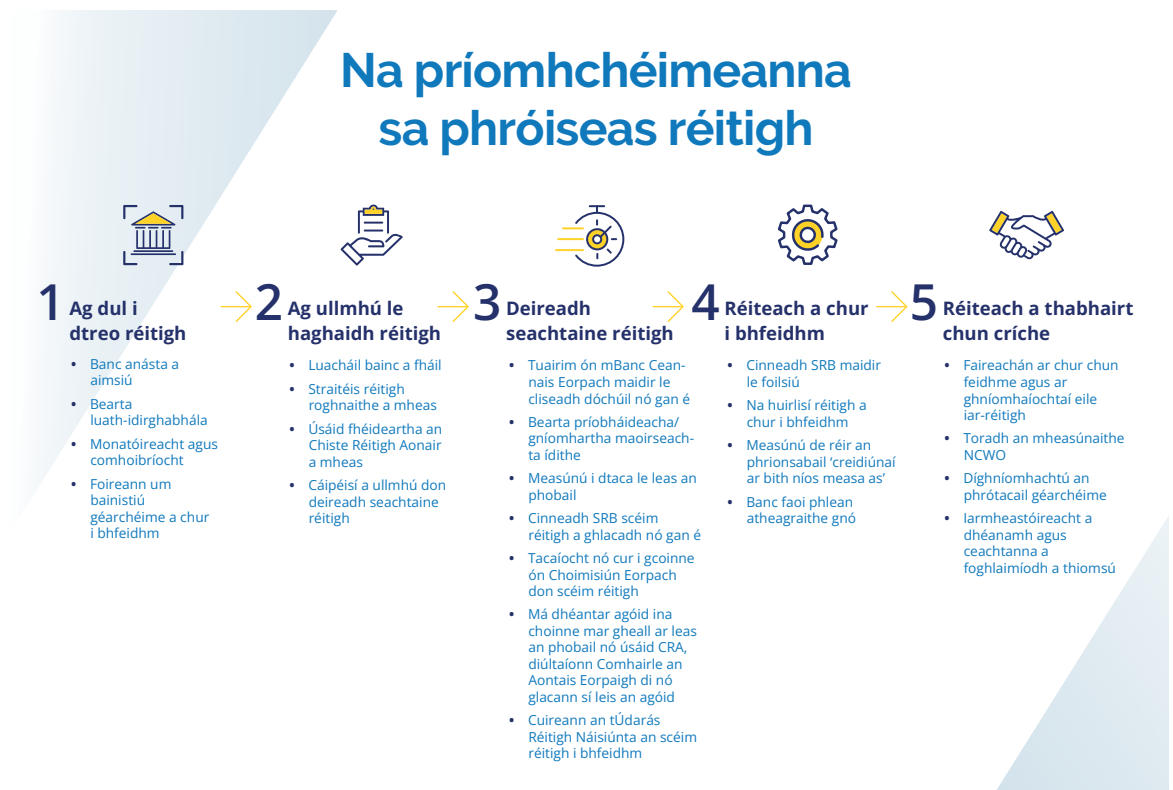 Na príomhchéimeanna
sa phróiseas réitigh
1
Ag dul i
dtreo réitigh
• Banc anásta a
aimsiú
• Bearta
luath-idirghabhála
• Monatóireacht agus
comhoibríocht
• Foireann um
bainistiú
géarchéime a chur
i bhfeidhm
2
Ag ullmhú le
haghaidh réitigh
• Luacháil bainc a fháil
• Straitéis réitigh
roghnaithe a mheas
• Úsáid fhéideartha an
Chiste Réitigh Aonair
a mheas
• Cáipéisí a ullmhú don
deireadh seachtaine
réitigh
3
Deireadh
seachtaine réitigh
• Tuairim ón mBanc Cean-
nais Eorpach maidir le
cliseadh dóchúil nó gan é
• Bearta príobháideacha/
gníomhartha maoirseach-
ta ídithe
• Measúnú i dtaca le leas an
phobail
• Cinneadh SRB scéim
réitigh a ghlacadh nó gan é
• Tacaíocht nó cur i gcoinne
ón Choimisiún Eorpach
don scéim réitigh
• Má dhéantar agóid ina
choinne mar gheall ar leas
an phobail nó úsáid CRA,
diúltaíonn Comhairle an
Aontais Eorpaigh di nó
glacann sí leis an agóid
• Cuireann an tÚdarás
Réitigh Náisiúnta an scéim
réitigh i bhfeidhm
4
Réiteach a chur
i bhfeidhm
• Cinneadh SRB maidir
le foilsiú
• Na huirlisí réitigh a
chur i bhfeidhm
• Measúnú de réir an
phrionsabail ‘creidiúnaí
ar bith níos measa as’
• Banc faoi phlean
atheagraithe gnó
5
Réiteach a thabhairt
chun críche
• Faireachán ar chur chun
feidhme agus ar
ghníomhaíochtaí eile
iar-réitigh
• Toradh an mheasúnaithe
NCWO
• Díghníomhachtú an
phrótacail géarchéime
• Iarmheastóireacht a
dhéanamh agus
ceachtanna a
foghlaimíodh a thiomsú